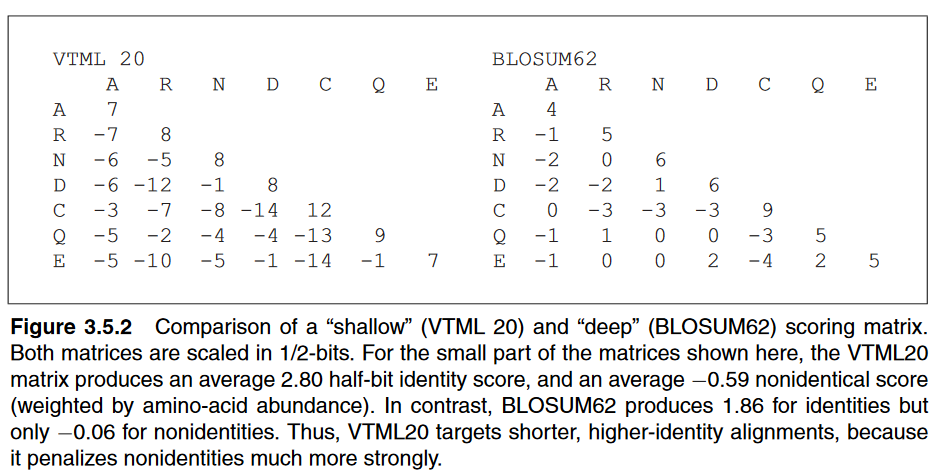 VTML 20 BLOSUM62
A R N D C Q E A R N D C Q E
A 7 A 4
R -7 8 R -1 5
N -6 -5 8 N -2 0 6
D -6 -12 -1 8 D -2 -2 1 6
C -3 -7 -8 -14 12 C 0 -3 -3 -3 9
Q -5 -2 -4 -4 -13 9 Q -1 1 0 0 -3 5
E -5 -10 -5 -1 -14 -1 7 E -1 0 0 2 -4 2 5
Figure 3.5.2 Comparison of a “shallow” (VTML 20) and “deep” (BLOSUM62) scoring matrix.
Both matrices are scaled in 1/2-bits. For the small part of the matrices shown here, the VTML20
matrix produces an average 2.80 half-bit identity score, and an average −0.59 nonidentical score
(weighted by amino-acid abundance). In contrast, BLOSUM62 produces 1.86 for identities but
only −0.06 for nonidentities. Thus, VTML20 targets shorter, higher-identity alignments, because
it penalizes nonidentities much more strongly.